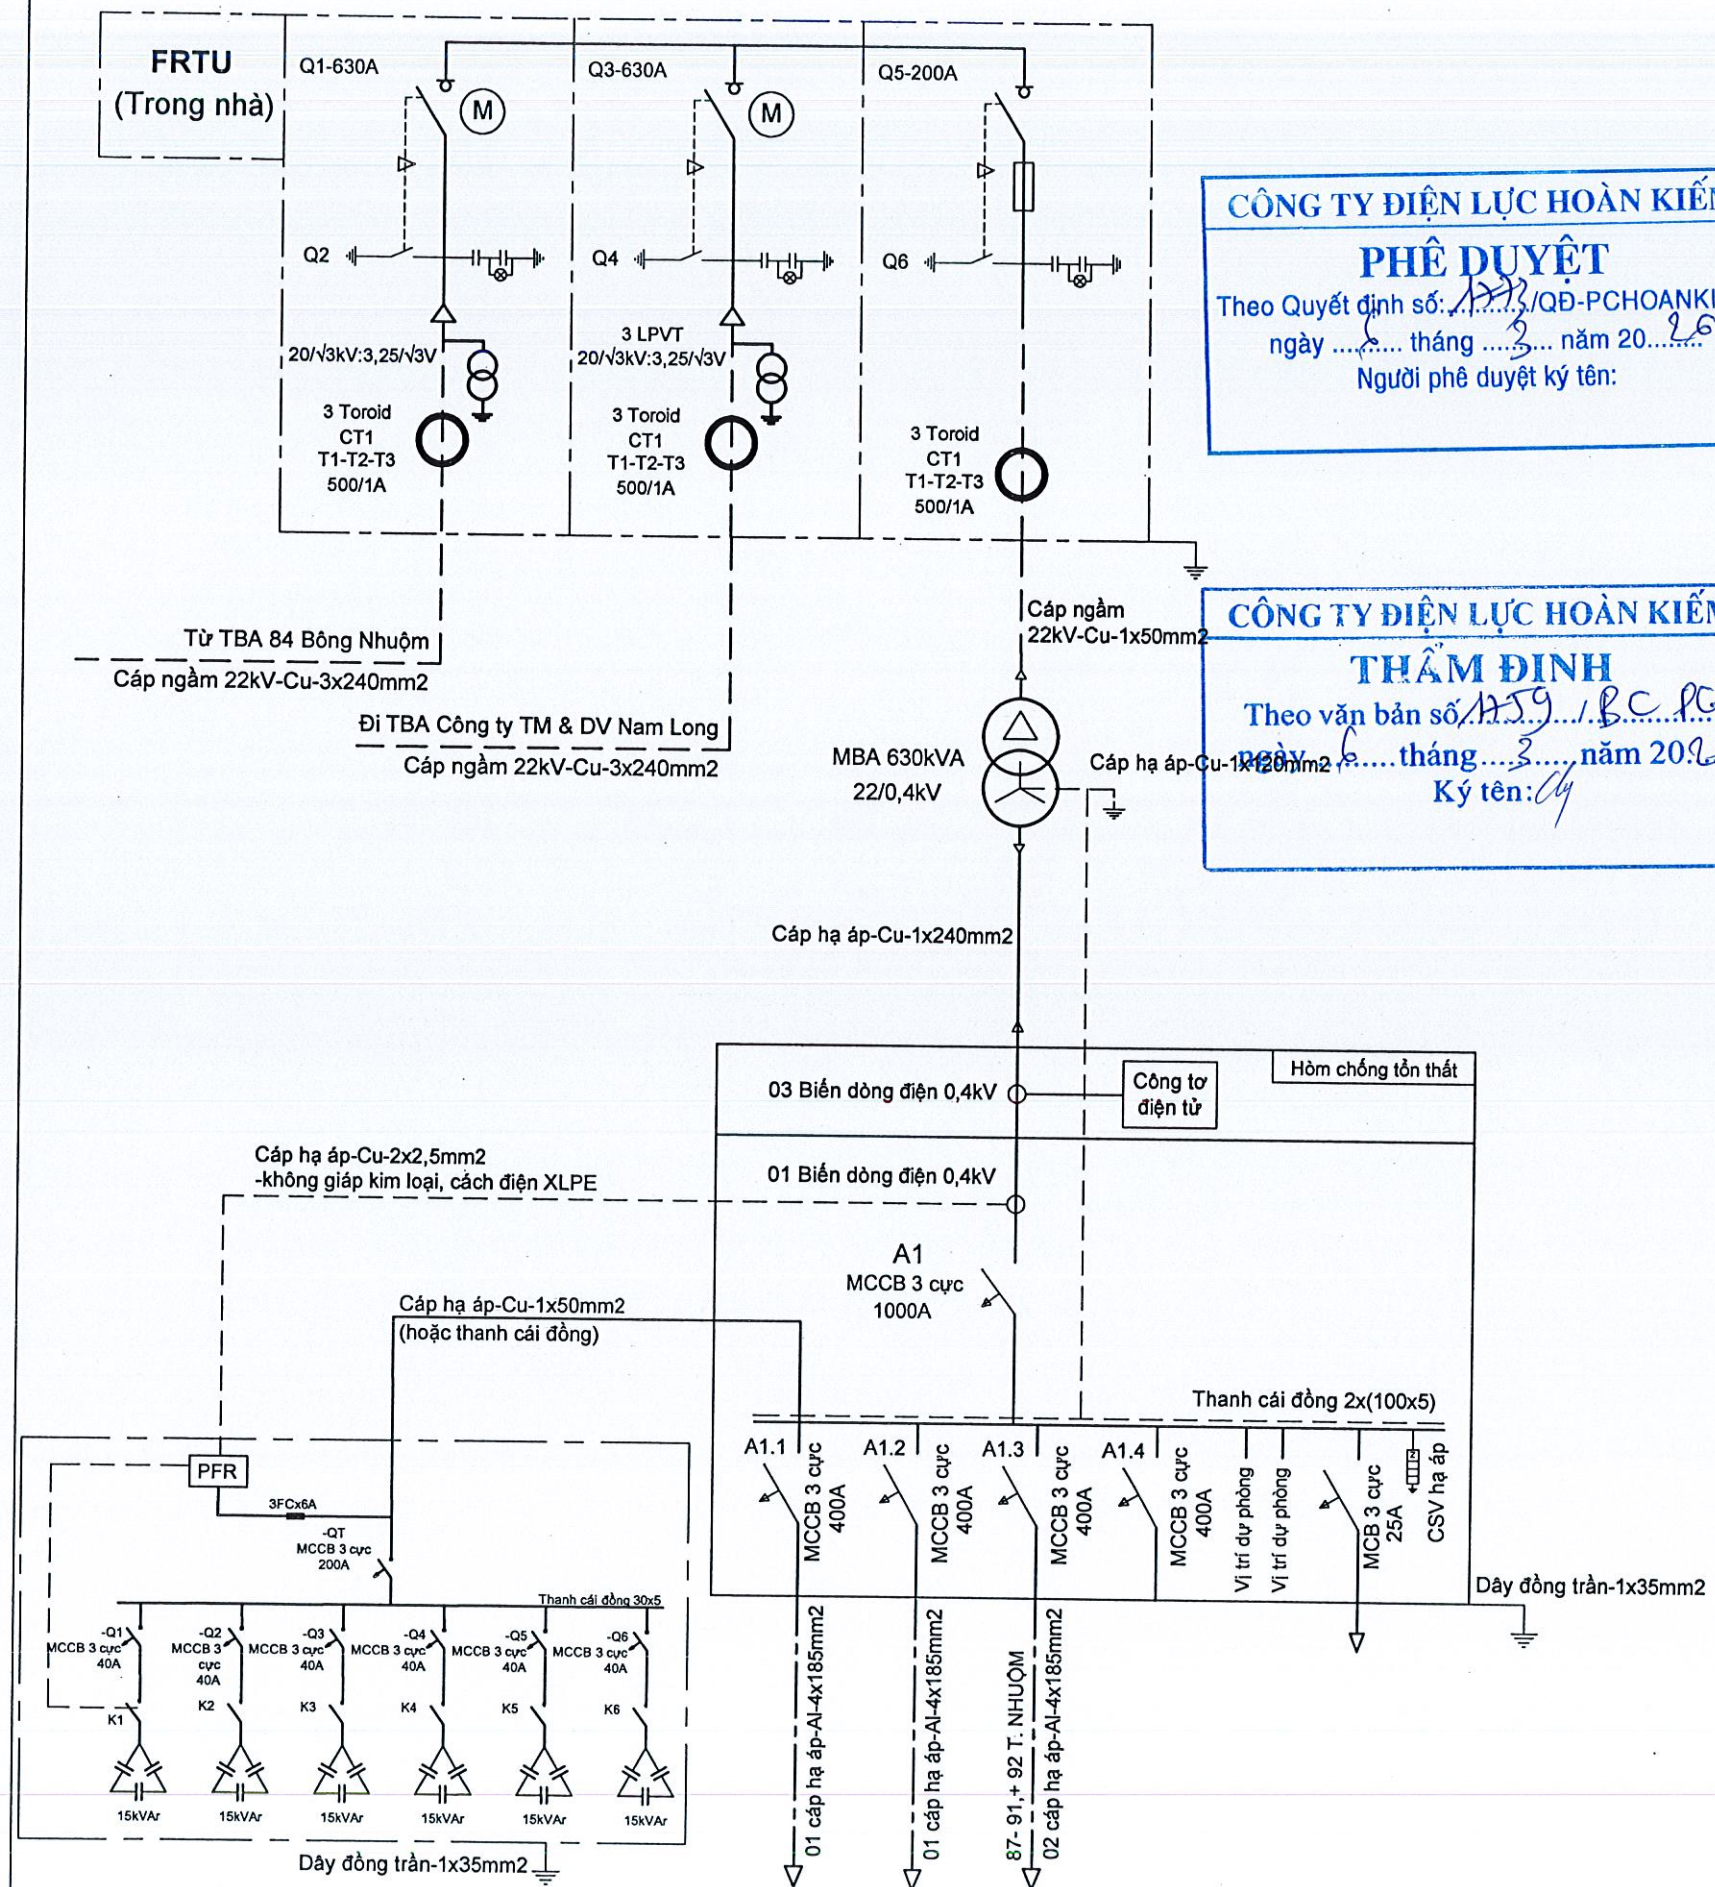 FRTU
(Trong nhà)
Q1-630A
M
Q3-630A
M
Q5-200A
Q2
Q4
Q6
20/√3kV:3,25/√3V
3 LPVT
20/√3kV:3,25/√3V
3 Toroid
CT1
T1-T2-T3
500/1A
3 Toroid
CT1
T1-T2-T3
500/1A
3 Toroid
CT1
T1-T2-T3
500/1A
CÔNG TY ĐIỆN LỰC HOÀN KIẾM
PHÊ DUYỆT
Theo Quyết định số: /QĐ-PCHOANKI
ngày ......... tháng ...3... năm 20..26
Người phê duyệt ký tên:
Từ TBA 84 Bông Nhuộm
Cáp ngầm 22kV-Cu-3x240mm2
Đi TBA Công ty TM & DV Nam Long
Cáp ngầm 22kV-Cu-3x240mm2
Cáp ngầm
22kV-Cu-1x50mm2
CÔNG TY ĐIỆN LỰC HOÀN KIẾM
THẨM ĐINH
Theo văn bản số 1759 / BC PC
ngày 6 tháng 3 năm 202
Ký tên:
MBA 630kVA
22/0,4kV
Cáp hạ áp-Cu-1x120mm2
Cáp hạ áp-Cu-1x240mm2
Hòm chống tổn thất
03 Biến dòng điện 0,4kV
Công tơ
điện tử
01 Biến dòng điện 0,4kV
Cáp hạ áp-Cu-2x2,5mm2
-không giáp kim loại, cách điện XLPE
A1
MCCB 3 cực
1000A
Cáp hạ áp-Cu-1x50mm2
(hoặc thanh cái đồng)
Thanh cái đồng 2x(100x5)
A1.1
MCCB 3 cực
400A
A1.2
MCCB 3 cực
400A
A1.3
MCCB 3 cực
400A
A1.4
MCCB 3 cực
400A
Vị trí dự phòng
Vị trí dự phòng
MCB 3 cực
25A
CSV hạ áp
PFR
3FCx6A
-QT
MCCB 3 cực
200A
Thanh cái đồng 30x5
-Q1
MCCB 3 cực
40A
-Q2
MCCB 3
cực
40A
-Q3
MCCB 3 cực
40A
-Q4
MCCB 3 cực
40A
-Q5
MCCB 3 cực
40A
-Q6
MCCB 3 cực
40A
K1
K2
K3
K4
K5
K6
15kVAr
15kVAr
15kVAr
15kVAr
15kVAr
15kVAr
Dây đồng trần-1x35mm2
Dây đồng trần-1x35mm2
01 cáp hạ áp-Al-4x185mm2
01 cáp hạ áp-Al-4x185mm2
87- 91,+ 92 T. NHUỘM
02 cáp hạ áp-Al-4x185mm2